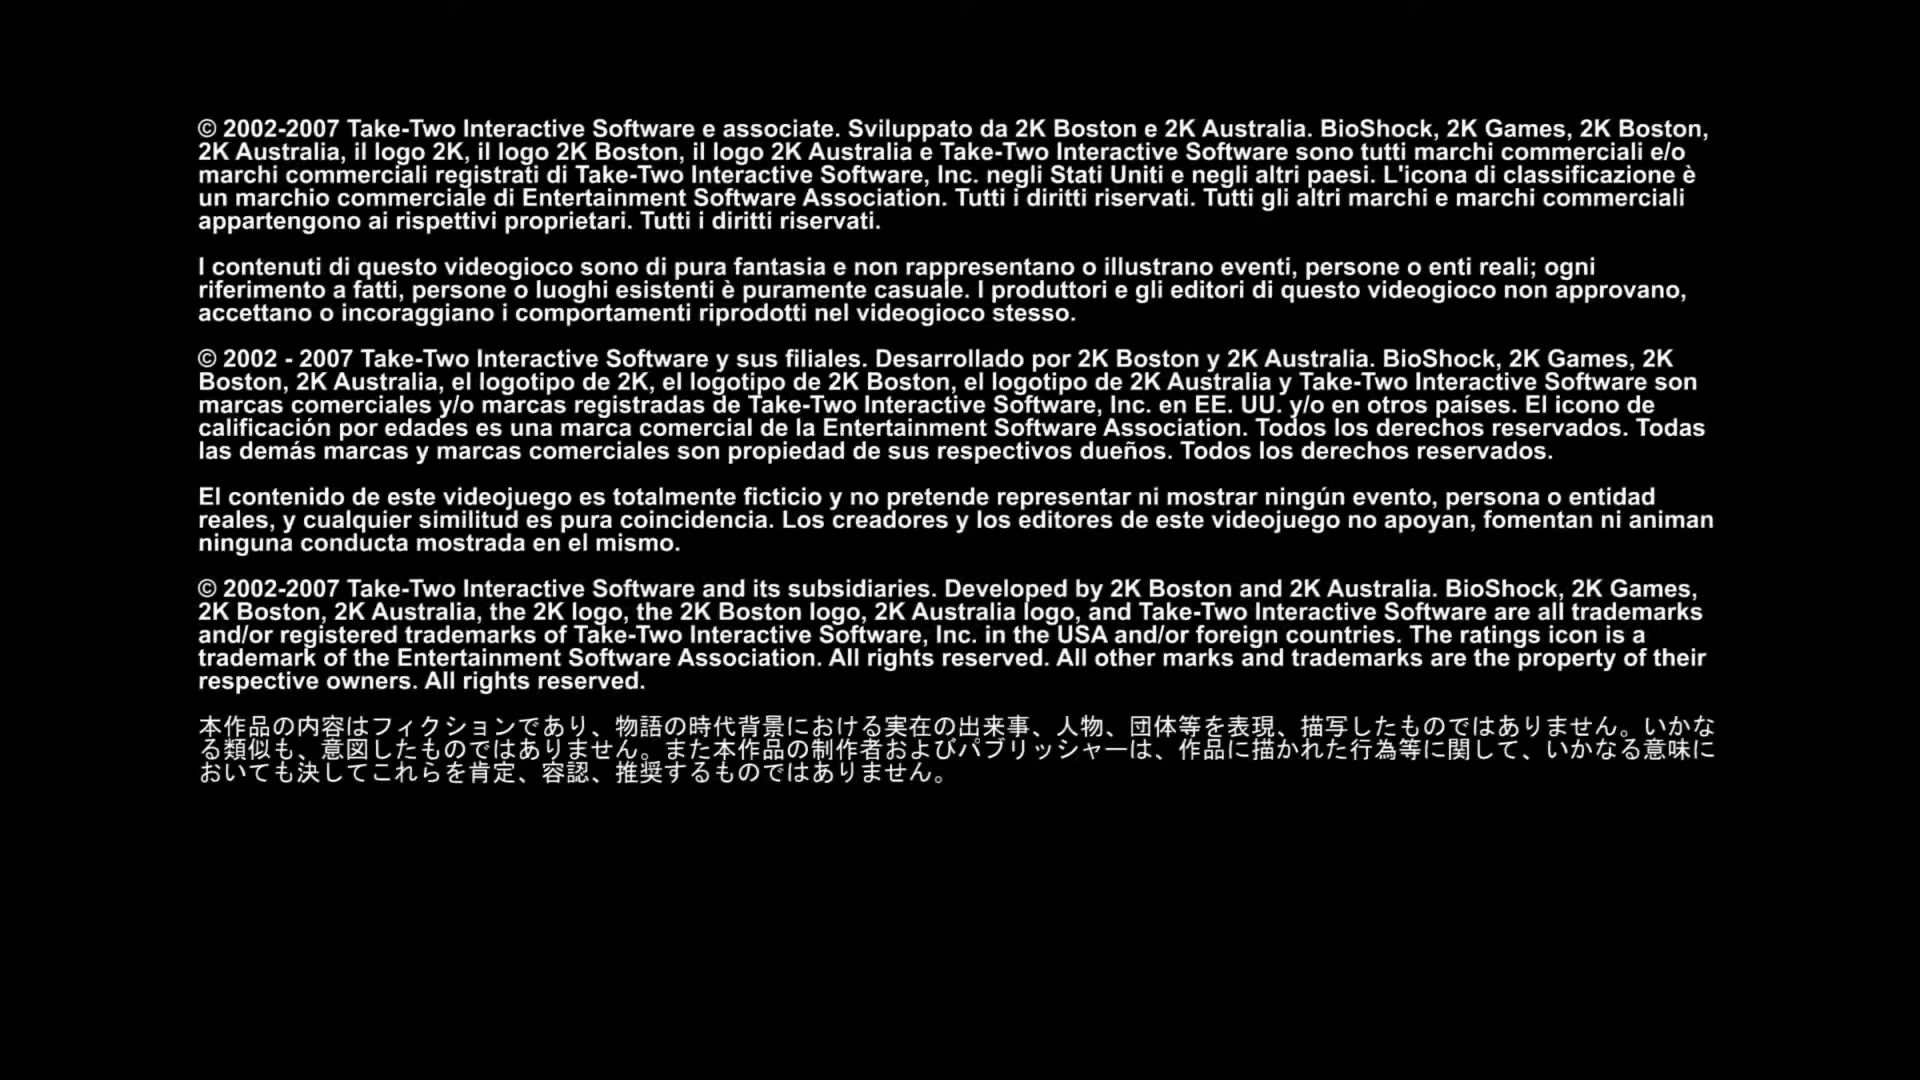 © 2002-2007 Take-Two Interactive Software e associate. Sviluppato da 2K Boston e 2K Australia. BioShock, 2K Games, 2K Boston,
2K Australia, il logo 2K, il logo 2K Boston, il logo 2K Australia e Take-Two Interactive Software sono tutti marchi commerciali e/o
marchi commerciali registrati di Take-Two Interactive Software, Inc. negli Stati Uniti e negli altri paesi. L'icona di classificazione è
un marchio commerciale di Entertainment Software Association. Tutti i diritti riservati. Tutti gli altri marchi e marchi commerciali
appartengono ai rispettivi proprietari. Tutti i diritti riservati.
I contenuti di questo videogioco sono di pura fantasia e non rappresentano o illustrano eventi, persone o enti reali; ogni
riferimento a fatti, persone o luoghi esistenti è puramente casuale. I produttori e gli editori di questo videogioco non approvano,
accettano o incoraggiano i comportamenti riprodotti nel videogioco stesso.
© 2002 - 2007 Take-Two Interactive Software y sus filiales. Desarrollado por 2K Boston y 2K Australia. BioShock, 2K Games, 2K
Boston, 2K Australia, el logotipo de 2K, el logotipo de 2K Boston, el logotipo de 2K Australia y Take-Two Interactive Software son
marcas comerciales y/o marcas registradas de Take-Two Interactive Software, Inc. en EE. UU. y/o en otros países. El icono de
calificación por edades es una marca comercial de la Entertainment Software Association. Todos los derechos reservados. Todas
las demás marcas y marcas comerciales son propiedad de sus respectivos dueños. Todos los derechos reservados.
El contenido de este videojuego es totalmente ficticio y no pretende representar ni mostrar ningún evento, persona o entidad
reales, y cualquier similitud es pura coincidencia. Los creadores y los editores de este videojuego no apoyan, fomentan ni animan
ninguna conducta mostrada en el mismo.
© 2002-2007 Take-Two Interactive Software and its subsidiaries. Developed by 2K Boston and 2K Australia. BioShock, 2K Games,
2K Boston, 2K Australia, the 2K logo, the 2K Boston logo, 2K Australia logo, and Take-Two Interactive Software are all trademarks
and/or registered trademarks of Take-Two Interactive Software, Inc. in the USA and/or foreign countries. The ratings icon is a
trademark of the Entertainment Software Association. All rights reserved. All other marks and trademarks are the property of their
respective owners. All rights reserved.
本作品の内容はフィクションであり、物語の時代背景における実在の出来事、人物、団体等を表現、描写したものではありません。いかな
る類似も、意図したものではありません。また本作品の制作者およびパブリッシャーは、作品に描かれた行為等に関して、いかなる意味に
おいても決してこれらを肯定、容認、推奨するものではありません。